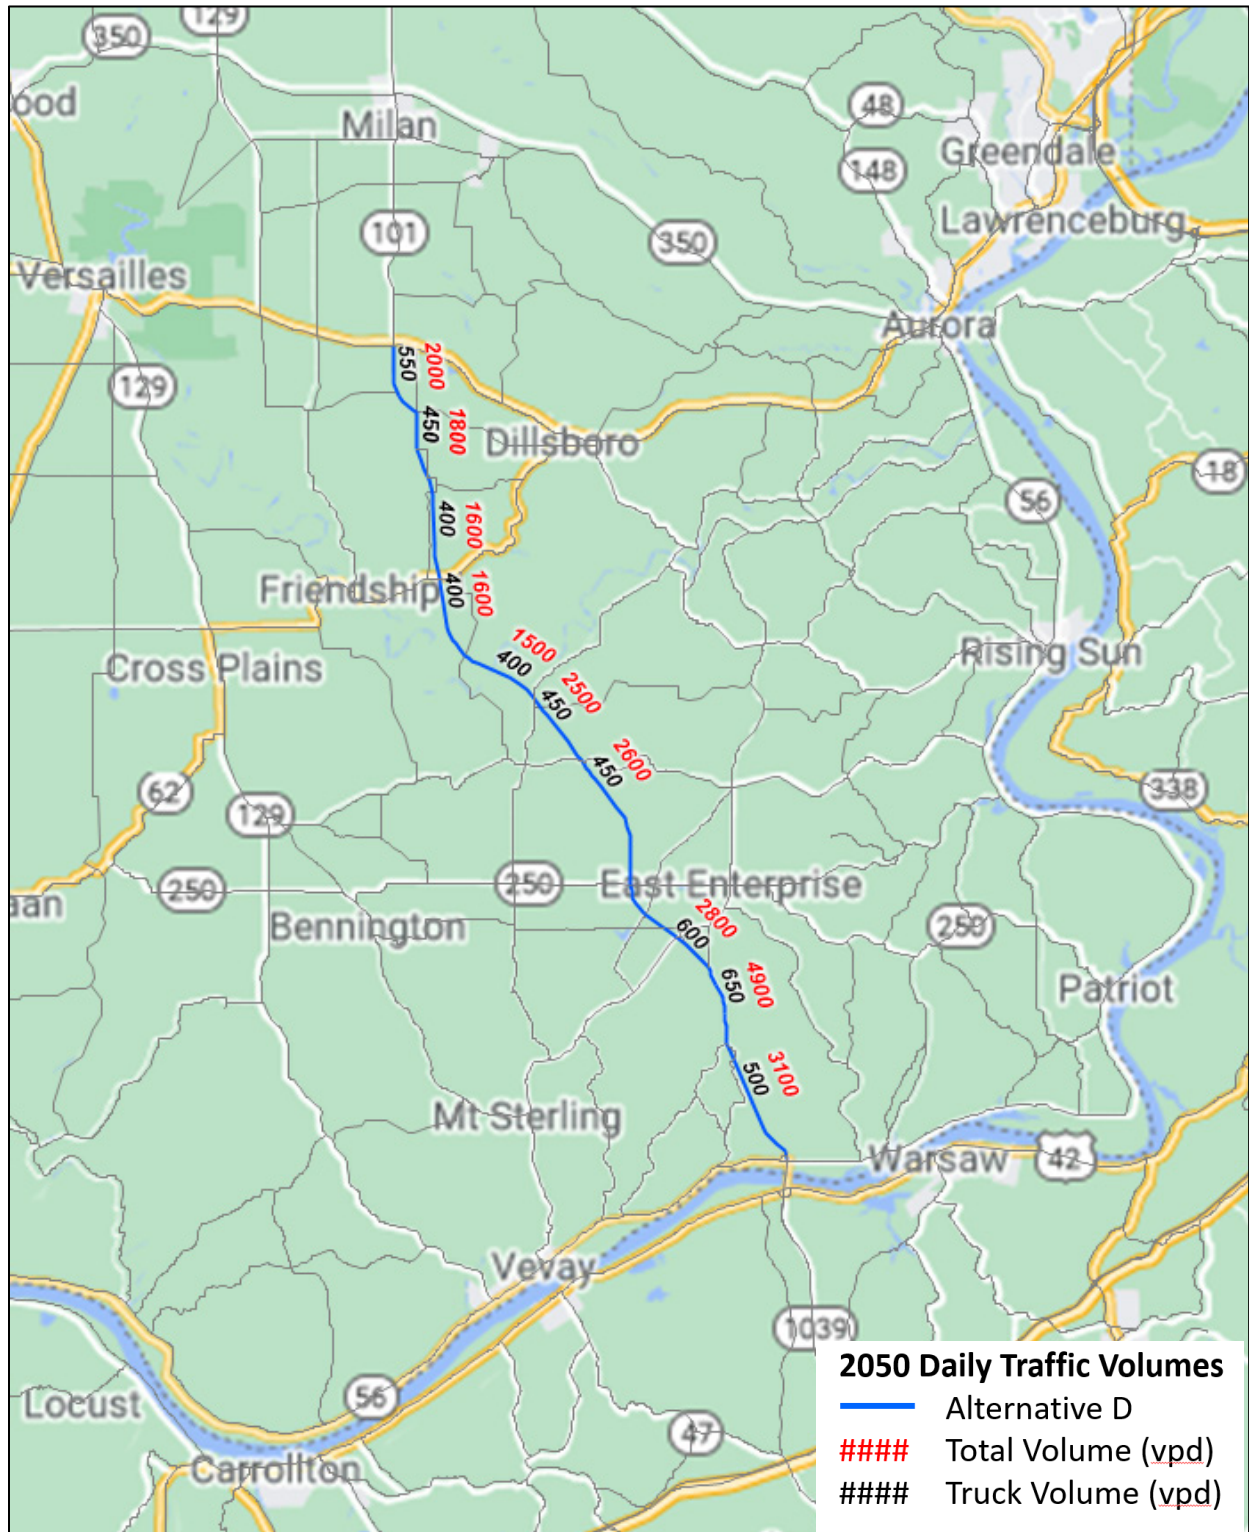 129
350
ood
48
Milan
Greendale
148
Lawrenceburg
101
350
Versailles
Aurora
550
2000
129
450
1800
Dillsboro
18
56
400
1600
Friendship
400
1600
1500
400
Rising Sun
Cross Plains
2500
450
2600
450
338
62
129
250
250
East Enterprise
aan
Bennington
2800
600
250
4900
650
Patriot
3100
500
Mt Sterling
Warsaw
42
Vevay
1039
56
Locust
47
Carrollton
2050 Daily Traffic Volumes
Alternative D
#### Total Volume (vpd)
#### Truck Volume (vpd)